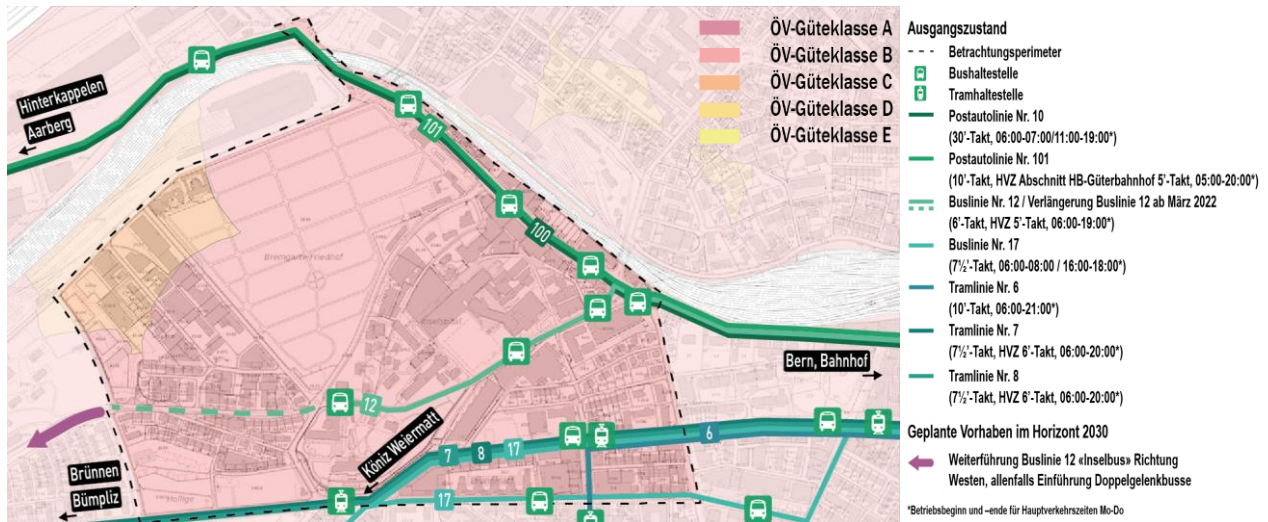 ÖV-Güteklasse A
ÖV-Güteklasse B
ÖV-Güteklasse C
ÖV-Güteklasse D
ÖV-Güteklasse E
Hinterkappelen
Aarberg
101
100
Bremgartenfriedhof
Inselspital
12
Bern, Bahnhof
Köniz Weiermatt
7
8
17
6
Brünnen
Bümpliz
17
Ausgangszustand
Betrachtungsperimeter
Bushaltestelle
Tramhaltestelle
Postautolinie Nr. 10
(30'-Takt, 06:00-07:00/11:00-19:00*)
Postautolinie Nr. 101
(10'-Takt, HVZ Abschnitt HB-Güterbahnhof 5'-Takt, 05:00-20:00*)
Buslinie Nr. 12 / Verlängerung Buslinie 12 ab März 2022
(6'-Takt, HVZ 5'-Takt, 06:00-19:00*)
Buslinie Nr. 17
(7½'-Takt, 06:00-08:00 / 16:00-18:00*)
Tramlinie Nr. 6
(10'-Takt, 06:00-21:00*)
Tramlinie Nr. 7
(7½'-Takt, HVZ 6'-Takt, 06:00-20:00*)
Tramlinie Nr. 8
(7½'-Takt, HVZ 6'-Takt, 06:00-20:00*)
Geplante Vorhaben im Horizont 2030
Weiterführung Buslinie 12 «Inselbus» Richtung
Westen, allenfalls Einführung Doppelgelenkbusse
*Betriebsbeginn und –ende für Hauptverkehrszeiten Mo-Do